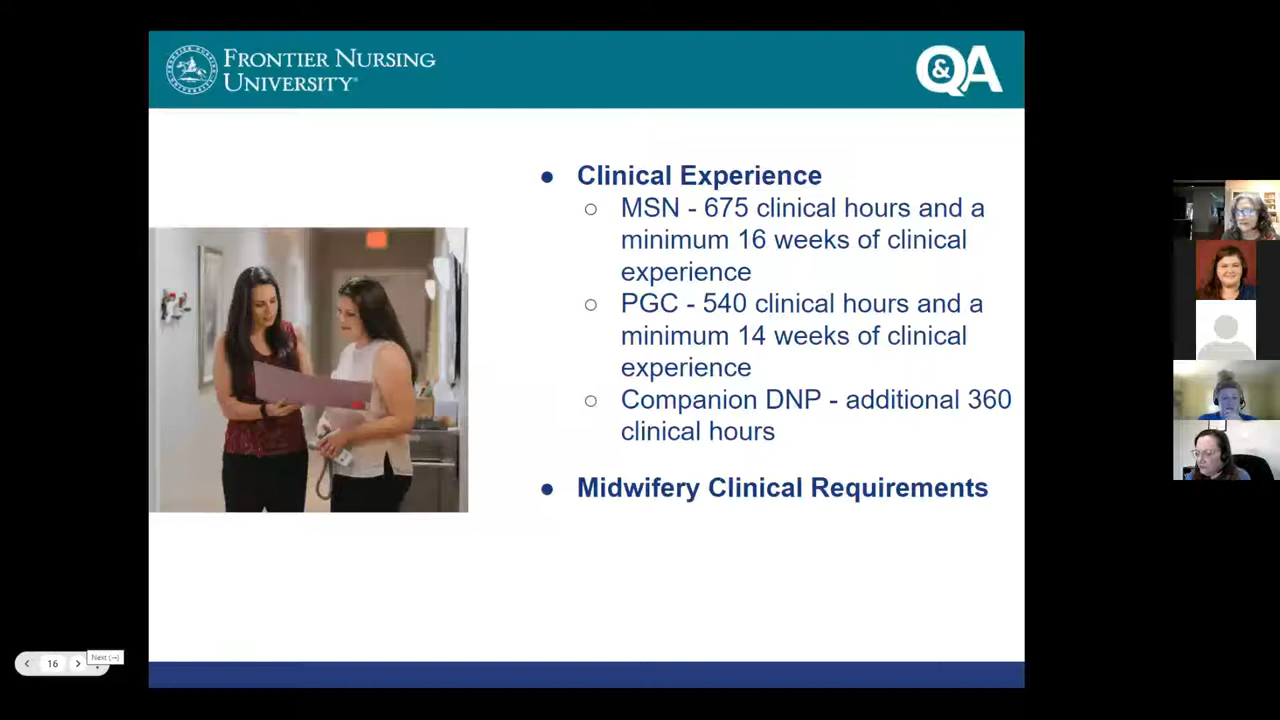 FRONTIER NURSING
UNIVERSITY®
Q&A
● Clinical Experience
○ MSN - 675 clinical hours and a
minimum 16 weeks of clinical
experience
○ PGC - 540 clinical hours and a
minimum 14 weeks of clinical
experience
○ Companion DNP - additional 360
clinical hours
● Midwifery Clinical Requirements
16
Next (→)